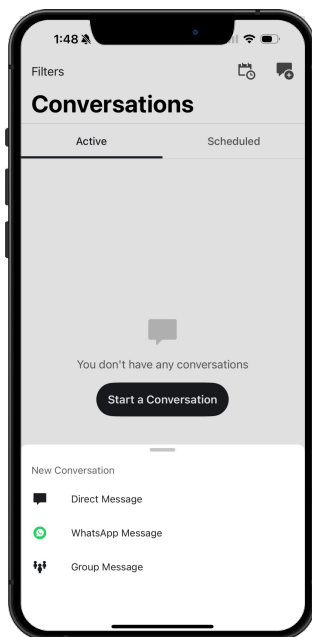 1:48
Filters
Conversations
Active
Scheduled
You don't have any conversations
Start a Conversation
New Conversation
Direct Message
WhatsApp Message
Group Message